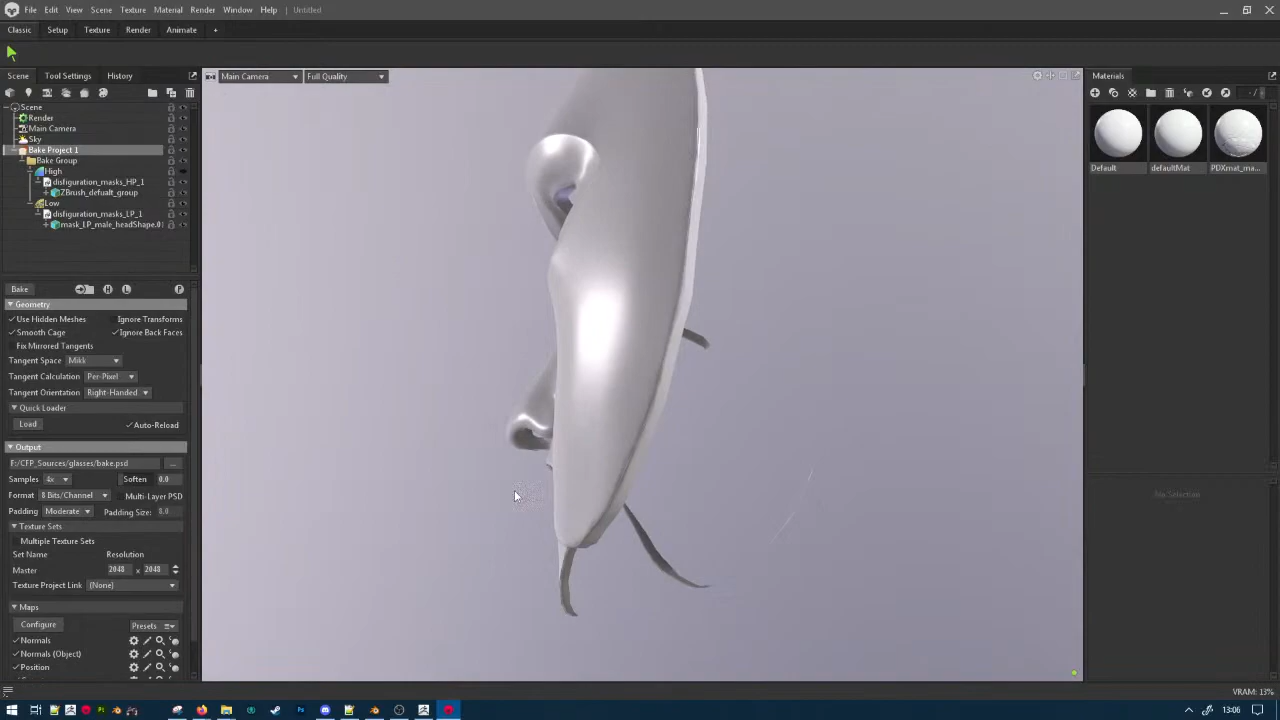 File Edit View Scene Texture Material Render Window Help Untitled
Classic Setup Texture Render Animate +
Scene Tool Settings History
Main Camera Full Quality
Materials
Scene
Render
Main Camera
Sky
Bake Project 1
Bake Group
High
disfiguration_masks_HP_1
ZBrush_defualt_group
Low
disfiguration_masks_LP_1
mask_LP_male_headShape.0
Default defaultMat PDXmat_ma...
Bake
Geometry
Use Hidden Meshes Ignore Transforms
Smooth Cage Ignore Back Faces
Fix Mirrored Tangents
Tangent Space Mikk
Tangent Calculation Per-Pixel
Tangent Orientation Right-Handed
Quick Loader
Load Auto-Reload
Output
F:/CFP_Sources/glasses/bake.psd ...
Samples 4x Soften 0.0
Format 8 Bits/Channel Multi-Layer PSD
Padding Moderate Padding Size: 8.0
Texture Sets
Multiple Texture Sets
Set Name Resolution
Master 2048 x 2048
Texture Project Link (None)
Maps
Configure Presets
Normals
Normals (Object)
Position
No Selection
VRAM: 13%
13:06